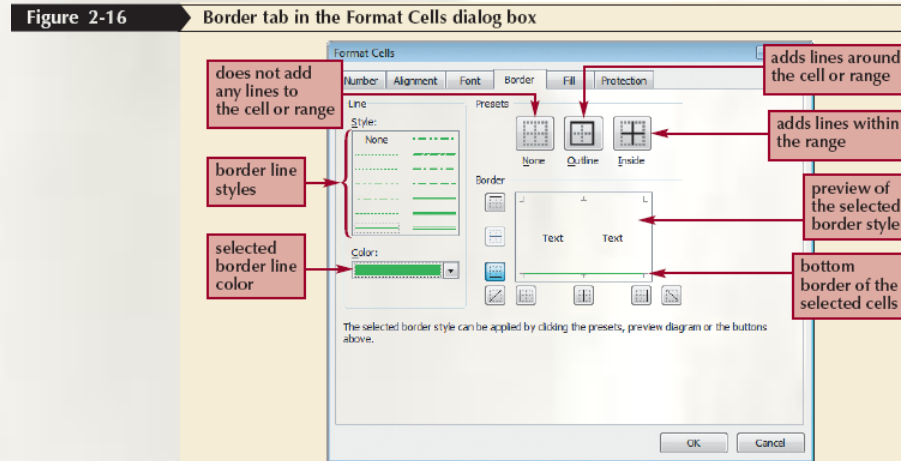 Figure 2-16
Border tab in the Format Cells dialog box
Format Cells
does not add
any lines to
the cell or range
adds lines around
the cell or range
Number Alignment Font Border Fill Protection
Line
Style:
None
Presets
None Outline Inside
adds lines within
the range
border line
styles
Border
Text Text
preview of
the selected
border style
selected
border line
color
Color:
bottom
border of the
selected cells
The selected border style can be applied by clicking the presets, preview diagram or the buttons
above.
OK Cancel